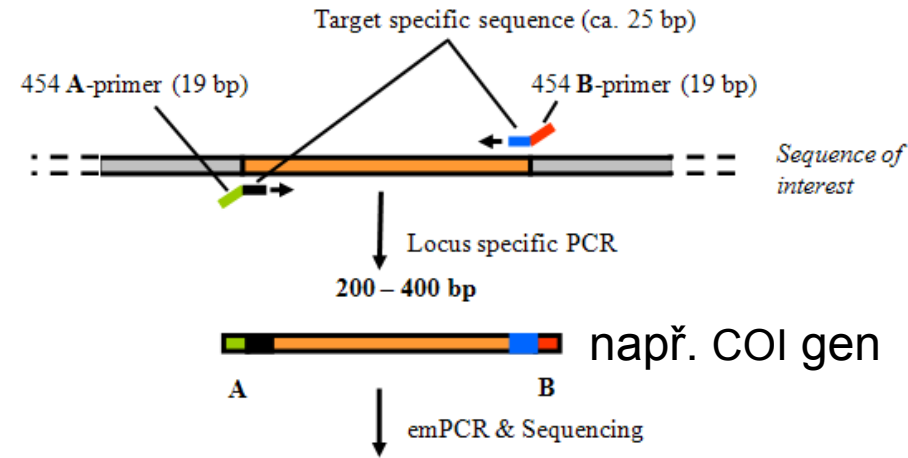 Target specific sequence (ca. 25 bp)
454 A-primer (19 bp)
454 B-primer (19 bp)
Sequence of
interest
Locus specific PCR
200 – 400 bp
např. COI gen
A
B
emPCR & Sequencing